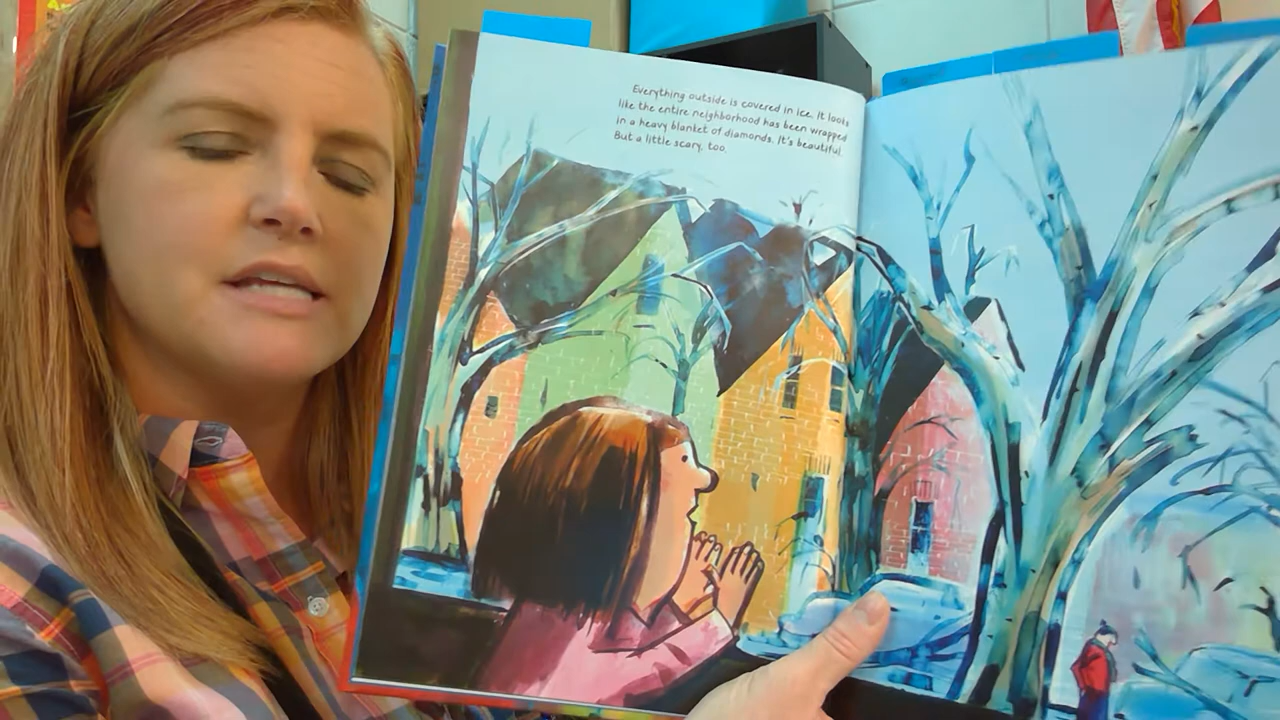 Everything outside is covered in ice. It looks
like the entire neighborhood has been wrapped
in a heavy blanket of diamonds. It's beautiful.
But a little scary, too.